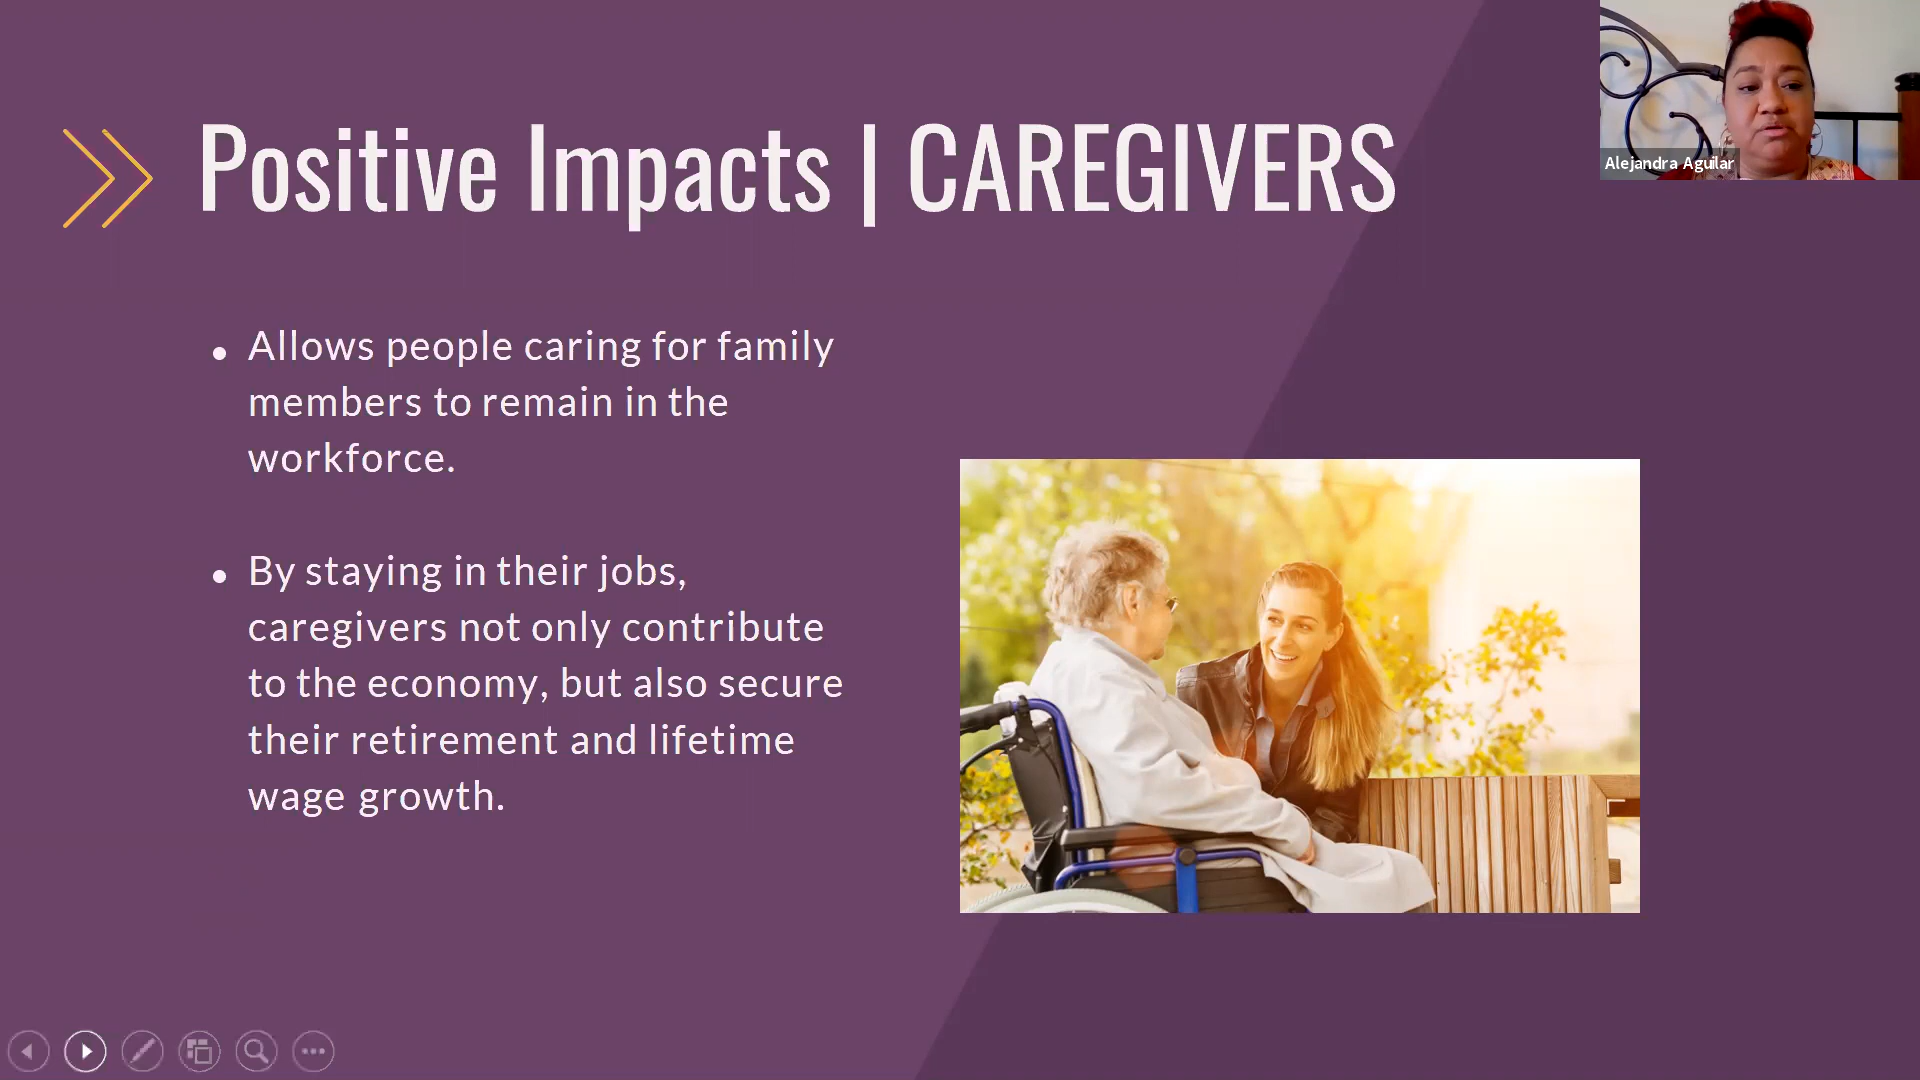 Positive Impacts | CAREGIVERS
Alejandra Aguilar
• Allows people caring for family
members to remain in the
workforce.
• By staying in their jobs,
caregivers not only contribute
to the economy, but also secure
their retirement and lifetime
wage growth.